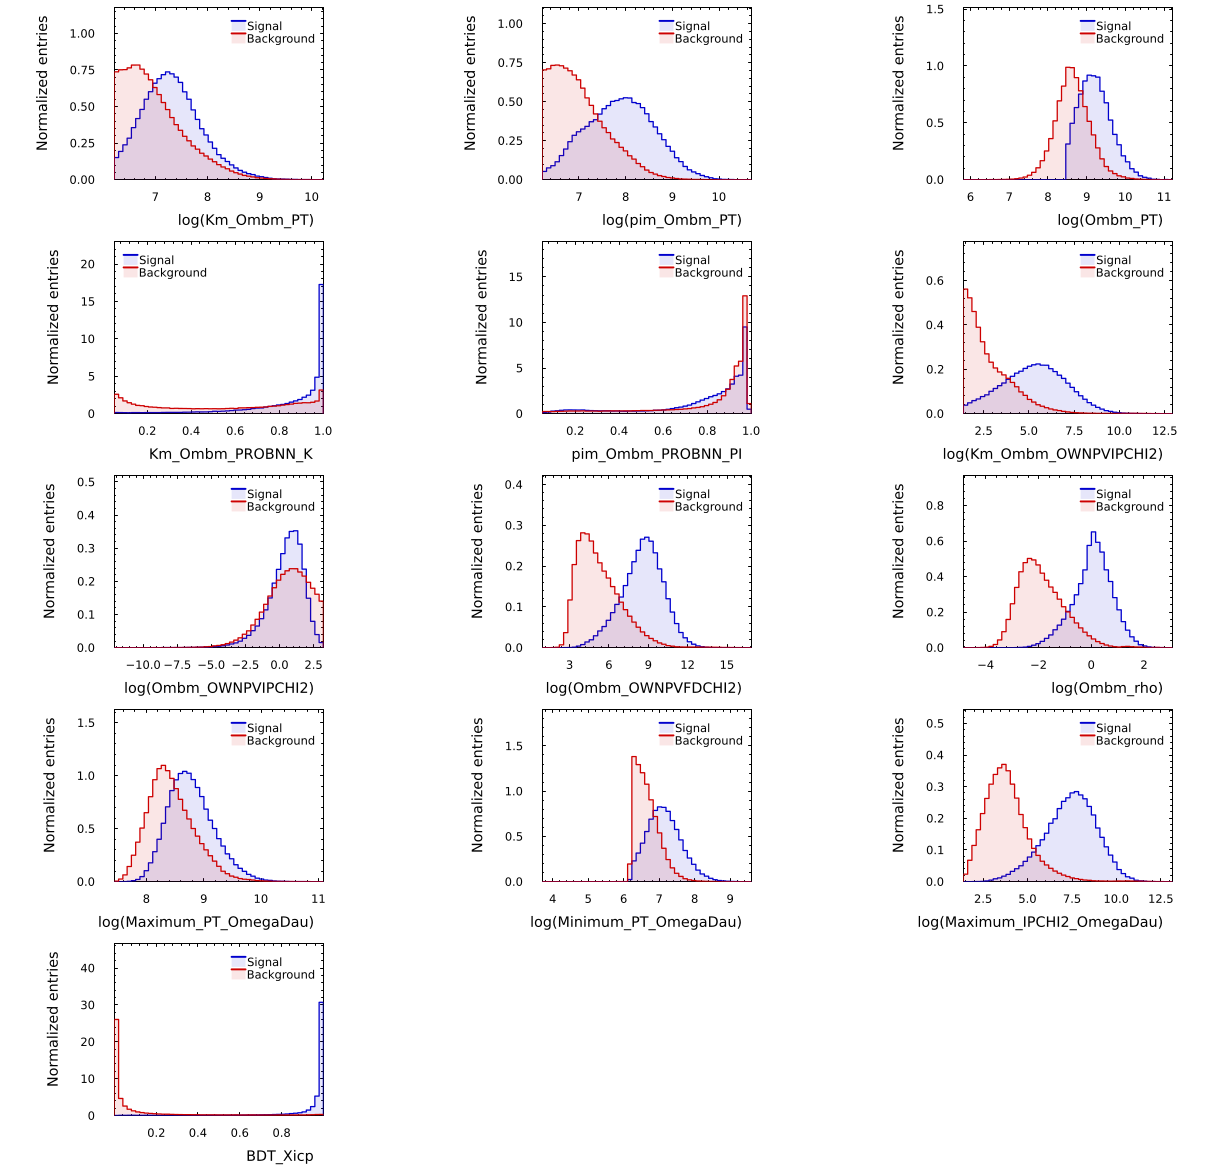 Normalized entries
1.00
0.75
0.50
0.25
0.00
Signal
Background
7 8 9 10
log(Km_Ombm_PT)
Normalized entries
1.00
0.75
0.50
0.25
0.00
Signal
Background
7 8 9 10
log(pim_Ombm_PT)
Normalized entries
1.5
1.0
0.5
0.0
Signal
Background
6 7 8 9 10 11
log(Ombm_PT)
Normalized entries
20
15
10
5
0
Signal
Background
0.2 0.4 0.6 0.8 1.0
Km_Ombm_PROBNN_K
Normalized entries
15
10
5
0
Signal
Background
0.2 0.4 0.6 0.8 1.0
pim_Ombm_PROBNN_PI
Normalized entries
0.6
0.4
0.2
0.0
Signal
Background
2.5 5.0 7.5 10.0 12.5
log(Km_Ombm_OWNPVIPCHI2)
Normalized entries
0.5
0.4
0.3
0.2
0.1
0.0
Signal
Background
−10.0 −7.5 −5.0 −2.5 0.0 2.5
log(Ombm_OWNPVIPCHI2)
Normalized entries
0.4
0.3
0.2
0.1
0.0
Signal
Background
3 6 9 12 15
log(Ombm_OWNPVFDCHI2)
Normalized entries
0.8
0.6
0.4
0.2
0.0
Signal
Background
−4 −2 0 2
log(Ombm_rho)
Normalized entries
1.5
1.0
0.5
0.0
Signal
Background
8 9 10 11
log(Maximum_PT_OmegaDau)
Normalized entries
1.5
1.0
0.5
0.0
Signal
Background
4 5 6 7 8 9
log(Minimum_PT_OmegaDau)
Normalized entries
0.5
0.4
0.3
0.2
0.1
0.0
Signal
Background
2.5 5.0 7.5 10.0 12.5
log(Maximum_IPCHI2_OmegaDau)
Normalized entries
40
30
20
10
0
Signal
Background
0.2 0.4 0.6 0.8
BDT_Xicp